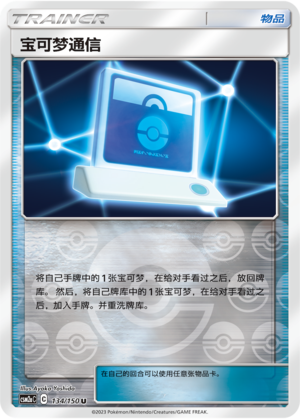 TRAINER
物品
宝可梦通信
将自己手牌中的1张宝可梦，在给对手看过之后，放回牌
库。然后，将自己牌库中的1张宝可梦，在给对手看过之
后，加入手牌。并重洗牌库。
Illus. Ayaka Yoshida
CSM2aC C 134/150 U
在自己的回合可以使用任意张物品卡。
©2023 Pokémon/Nintendo/Creatures/GAME FREAK.